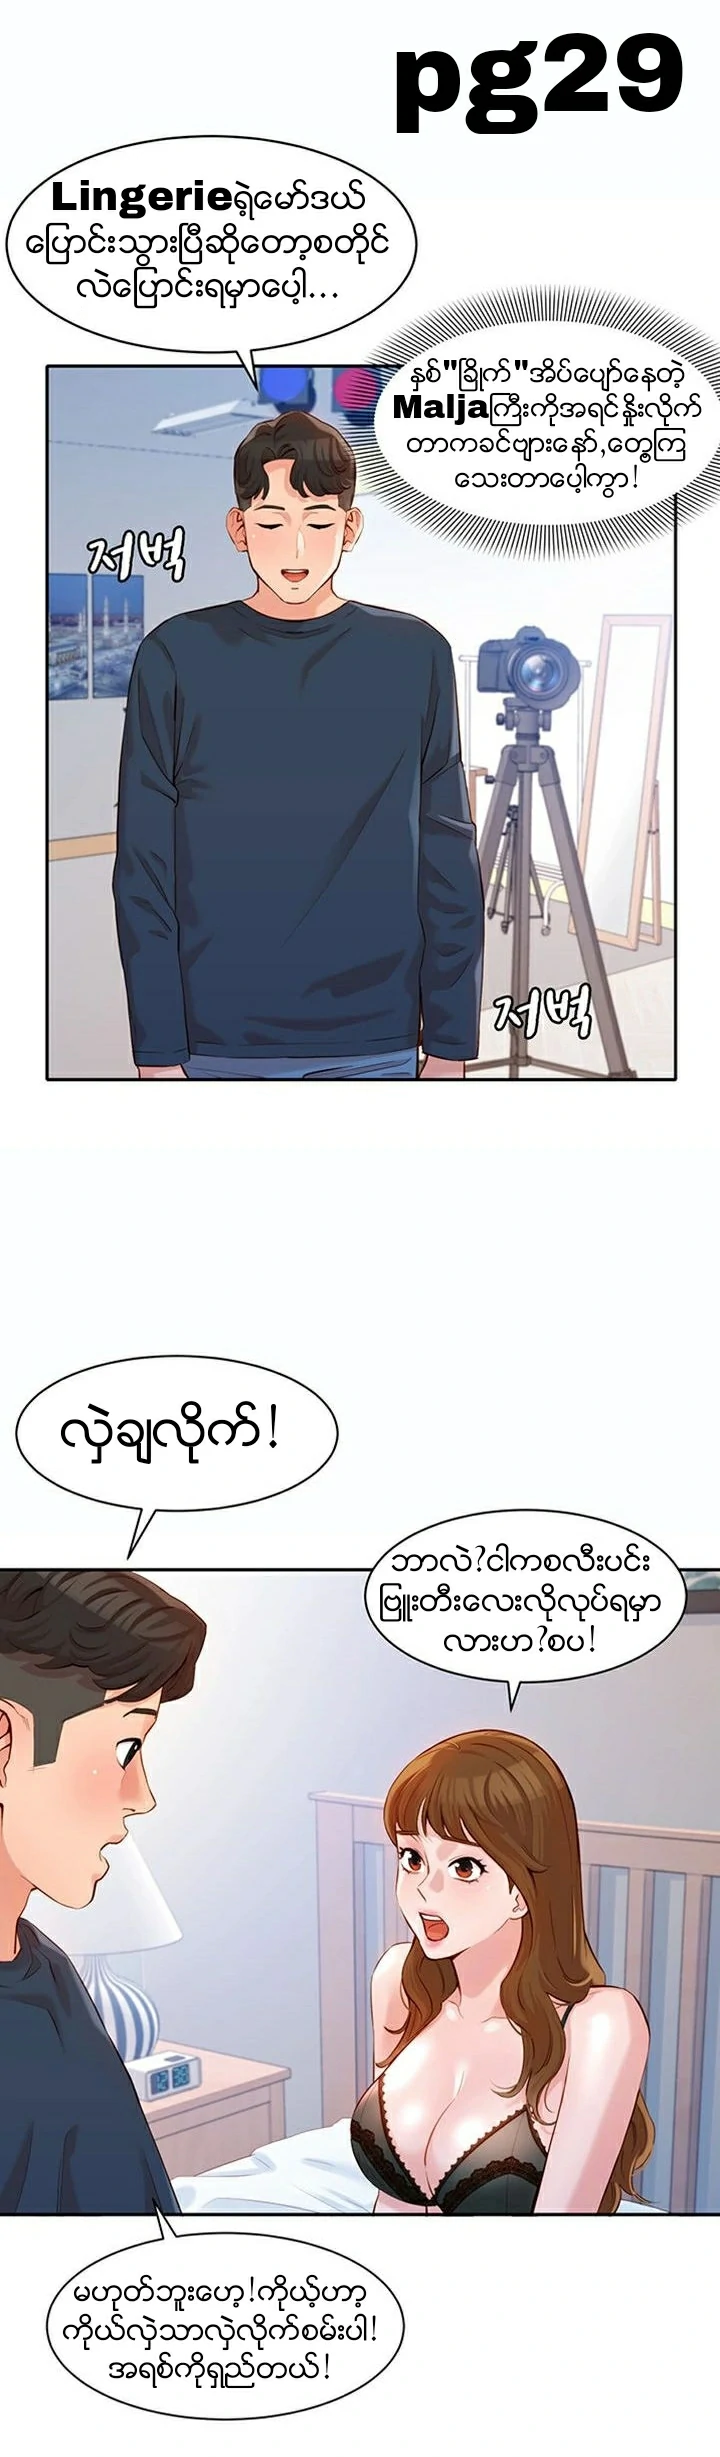 pg29
Lingerieရဲ့မော်ဒယ်
ပြောင်းသွားပြီဆိုတော့စတိုင်
လဲပြောင်းရမှာပေါ့...
နှစ်"ခြိုက်"အိပ်ပျော်နေတဲ့
Maljaကြီးကိုအရင်နှိုးလိုက်
တာကခင်ဗျားနော်,တွေ့ကြ
သေးတာပေါ့ကွာ!
저벅
저벅
လှဲချလိုက်!
ဘာလဲ?ငါကစလီးပင်း
ဗြူးတီးလေးလိုလုပ်ရမှာ
လားဟ?စပ!
မဟုတ်ဘူးဟေ့!ကိုယ့်ဟာ့
ကိုယ်လှဲသာလှဲလိုက်စမ်းပါ!
အရစ်ကိုရှည်တယ်!